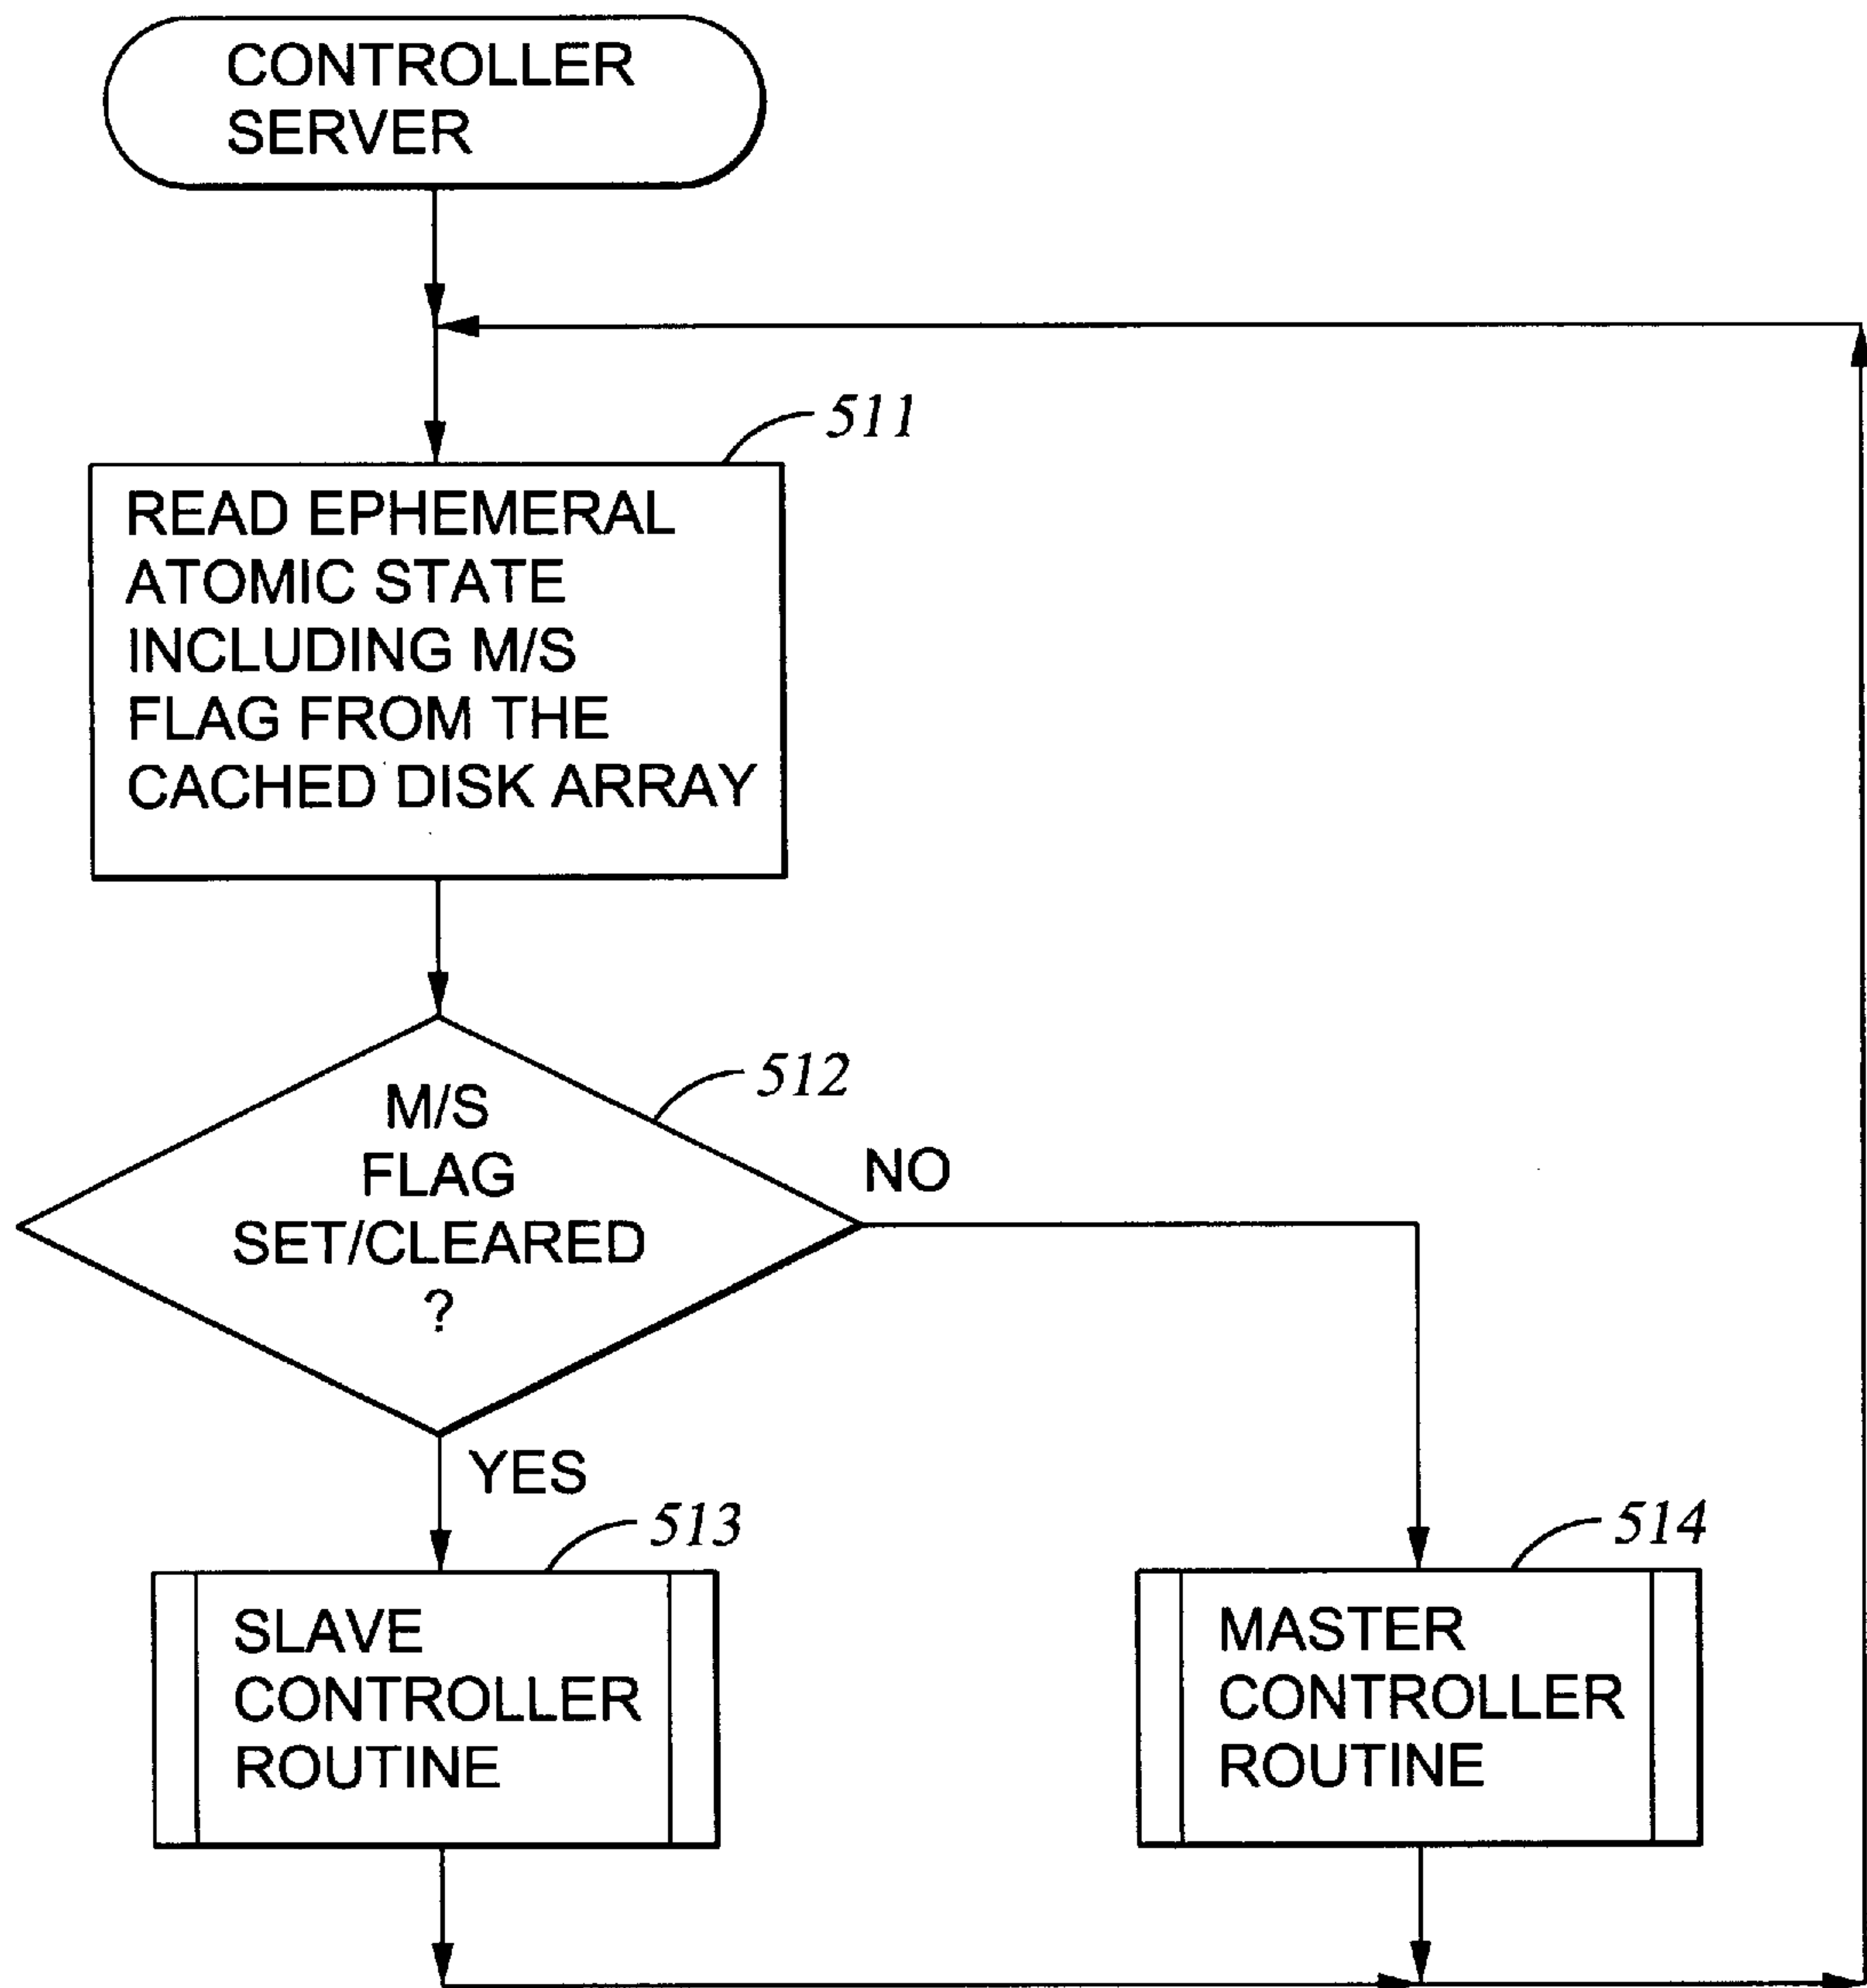 CONTROLLER
SERVER
511
READ EPHEMERAL
ATOMIC STATE
INCLUDING M/S
FLAG FROM THE
CACHED DISK ARRAY
512
M/S
FLAG
SET/CLEARED
?
NO
YES
513
SLAVE
CONTROLLER
ROUTINE
514
MASTER
CONTROLLER
ROUTINE